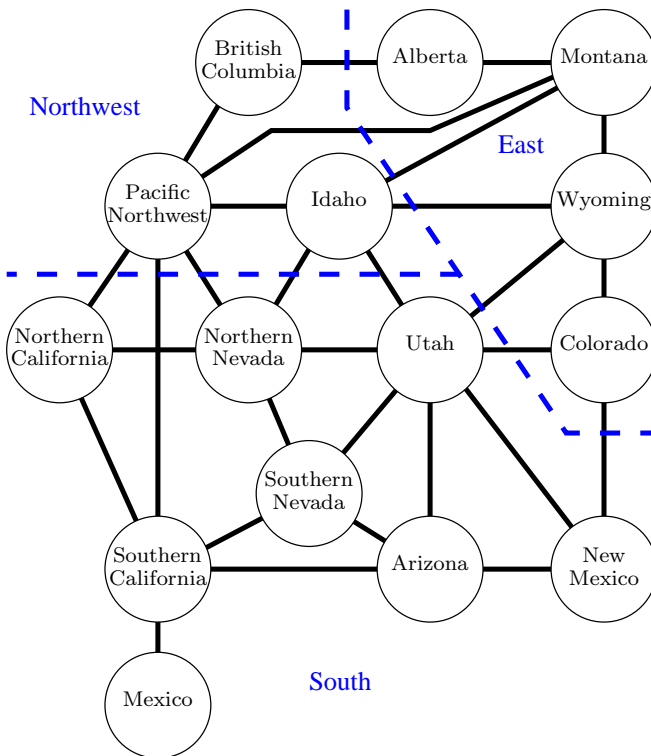 British
Columbia
Alberta
Montana
Northwest
East
Pacific
Northwest
Idaho
Wyoming
Northern
California
Northern
Nevada
Utah
Colorado
Southern
Nevada
Southern
California
Arizona
New
Mexico
Mexico
South